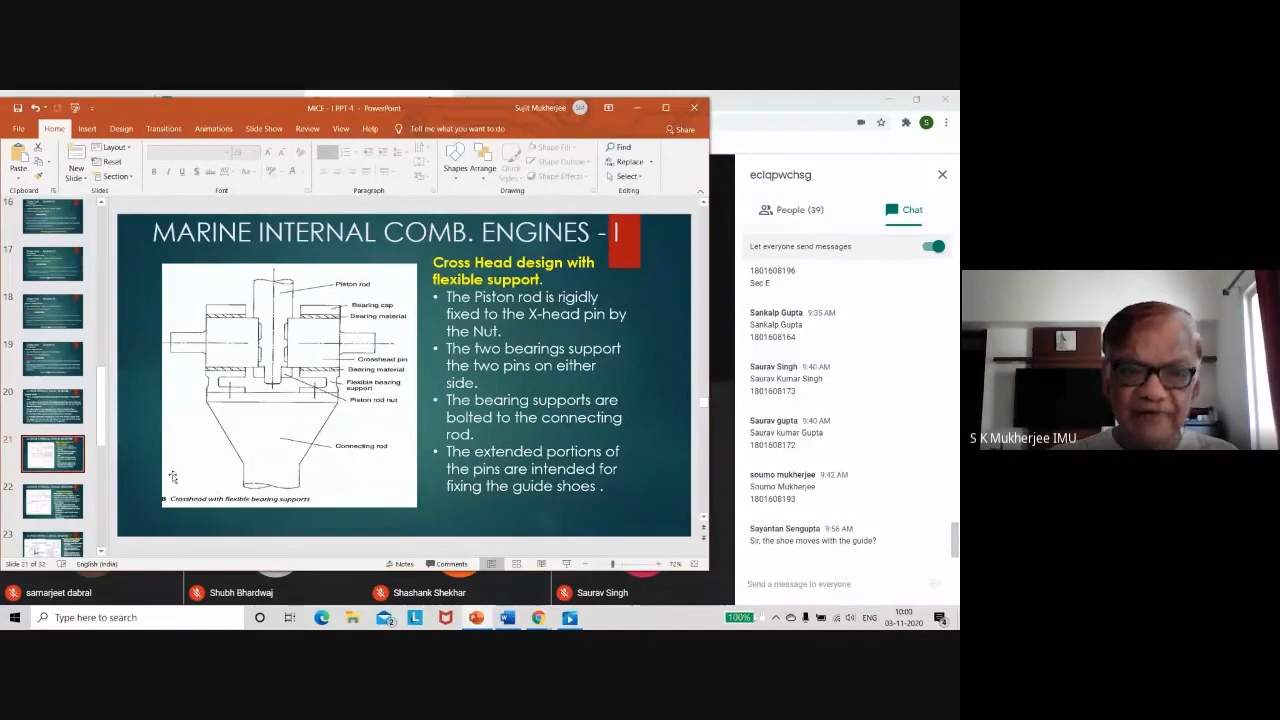 MICE - I PPT 4 - PowerPoint
Sujit Mukherjee
SM
File
Home
Insert
Design
Transitions
Animations
Slide Show
Review
View
Help
Tell me what you want to do
Share
Paste
Clipboard
New
Slide
Layout
Reset
Section
Slides
28
Font
Paragraph
Shapes
Arrange
Quick
Styles
Shape Fill
Shape Outline
Shape Effects
Drawing
Find
Replace
Select
Editing
16
17
18
19
20
21
22
23
MARINE INTERNAL COMB. ENGINES - I
Piston rod
Bearing cap
Bearing material
Crosshead pin
Bearing material
Flexible bearing
support
Piston rod nut
Connecting rod
B Crosshead with flexible bearing supports
Cross Head design with
flexible support.
• The Piston rod is rigidly
fixed to the X-head pin by
the Nut.
• The two bearings support
the two pins on either
side.
• The bearing supports are
bolted to the connecting
rod.
• The extended portions of
the pins are intended for
fixing the guide shoes .
Slide 21 of 32
English (India)
Notes
Comments
72%
S
eclqpwchsg
People (39)
Chat
Let everyone send messages
1801608196
Sec E
Sankalp Gupta 9:35 AM
Sankalp Gupta
1801608164
Saurav Singh 9:40 AM
Saurav Kumar Singh
1801608173
Saurav gupta 9:40 AM
Saurav kumar Gupta
1801608172
soumo mukherjee 9:42 AM
Soumo Mukherjee
1801608193
Sayantan Sengupta 9:56 AM
Sir, the shoe moves with the guide?
Send a message to everyone
S K Mukherjee IMU
samarjeet dabral
Shubh Bhardwaj
Shashank Shekhar
Saurav Singh
Type here to search
100%
ENG
10:00
03-11-2020